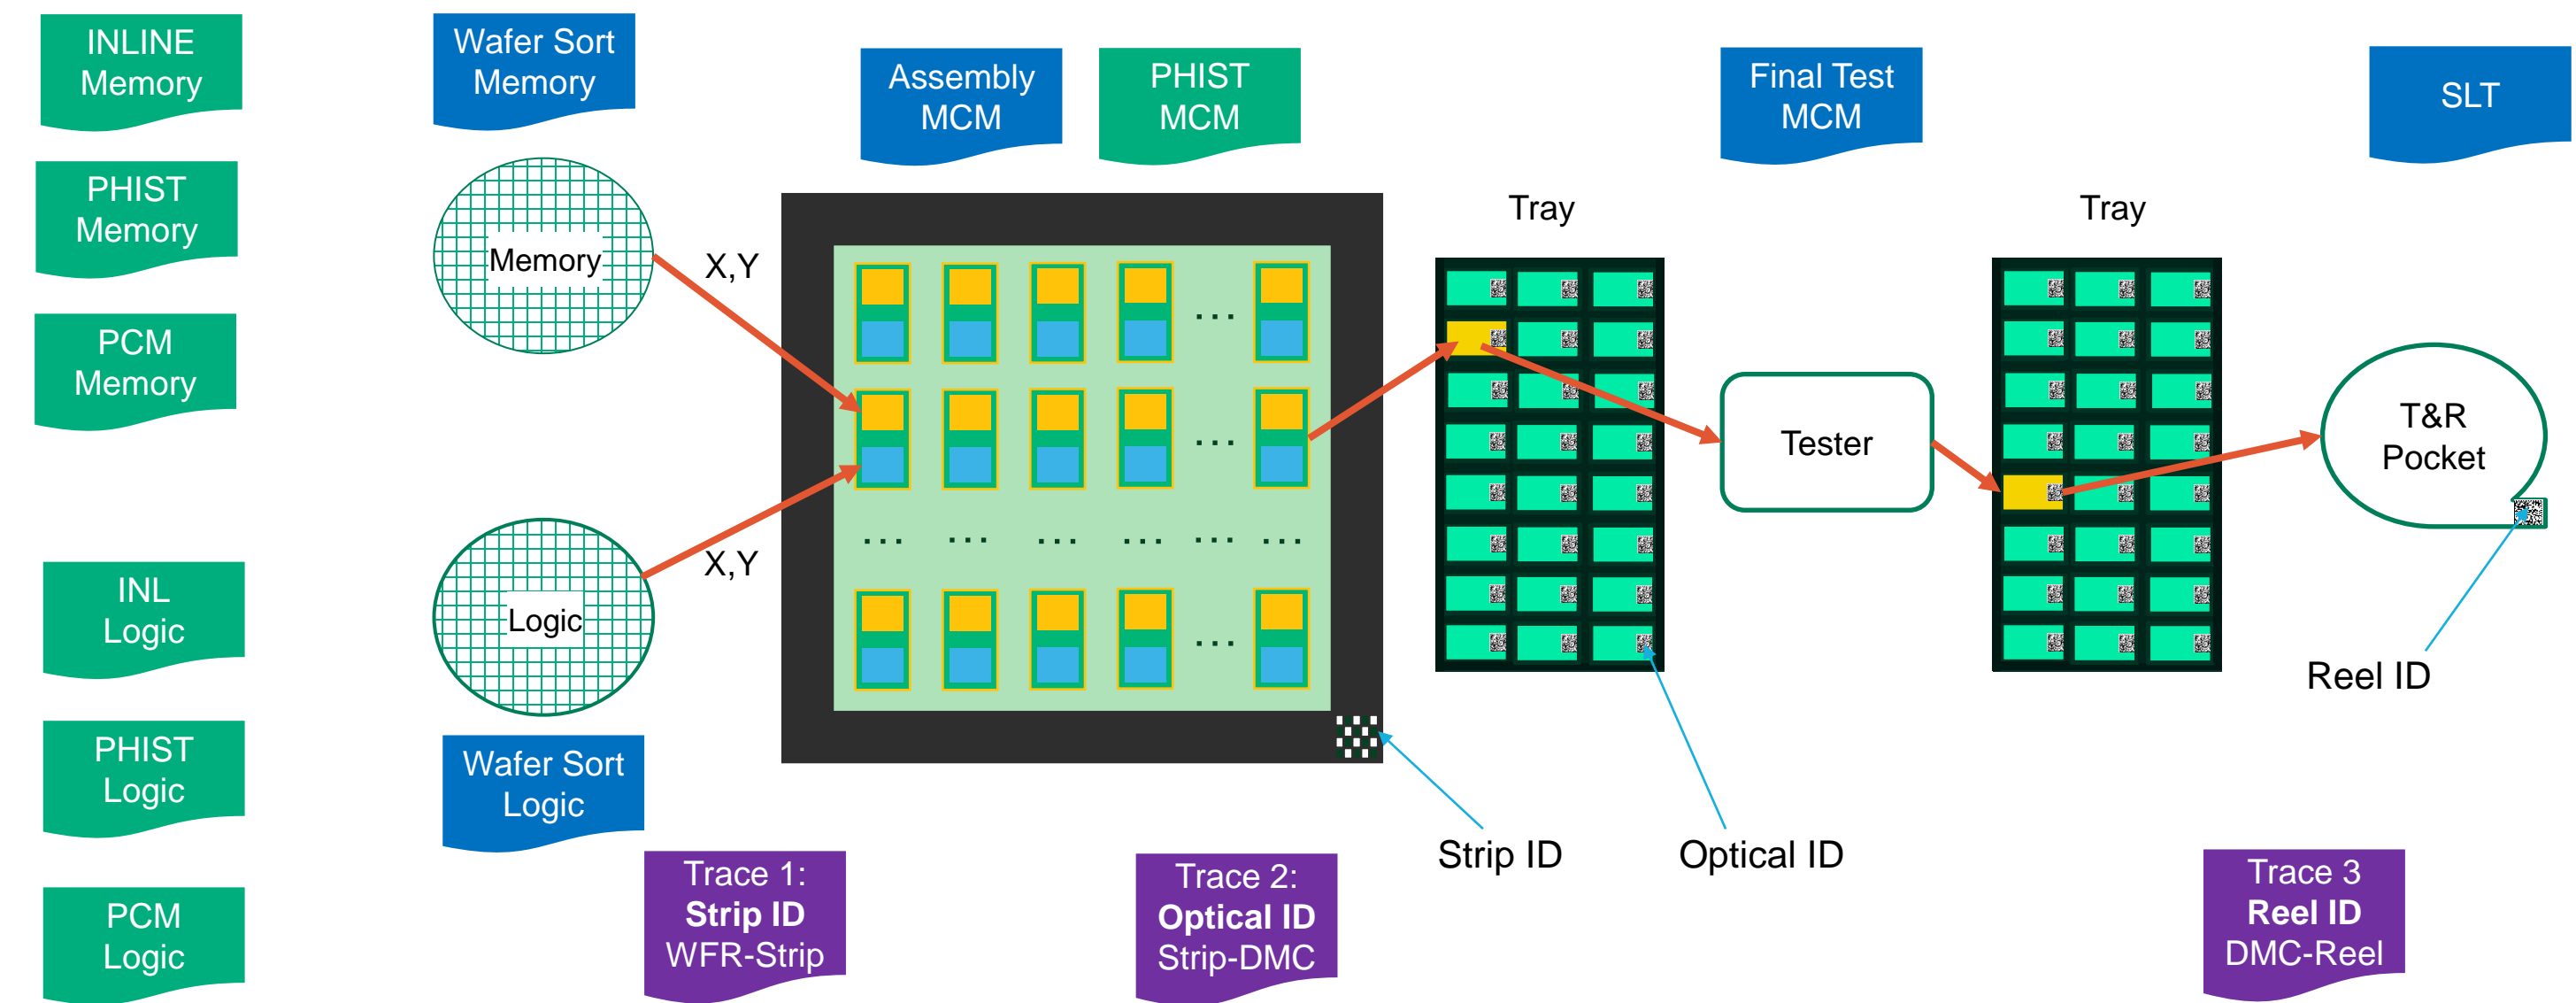 INLINE
Memory
Wafer Sort
Memory
Assembly
MCM
PHIST
MCM
Final Test
MCM
SLT
PHIST
Memory
PCM
Memory
Memory
X,Y
Tray
Tray
...
...
... ... ... ... ... ...
...
Tester
T&R
Pocket
INL
Logic
Logic
X,Y
PHIST
Logic
Wafer Sort
Logic
PCM
Logic
Reel ID
Strip ID
Optical ID
Trace 1:
Strip ID
WFR-Strip
Trace 2:
Optical ID
Strip-DMC
Trace 3
Reel ID
DMC-Reel